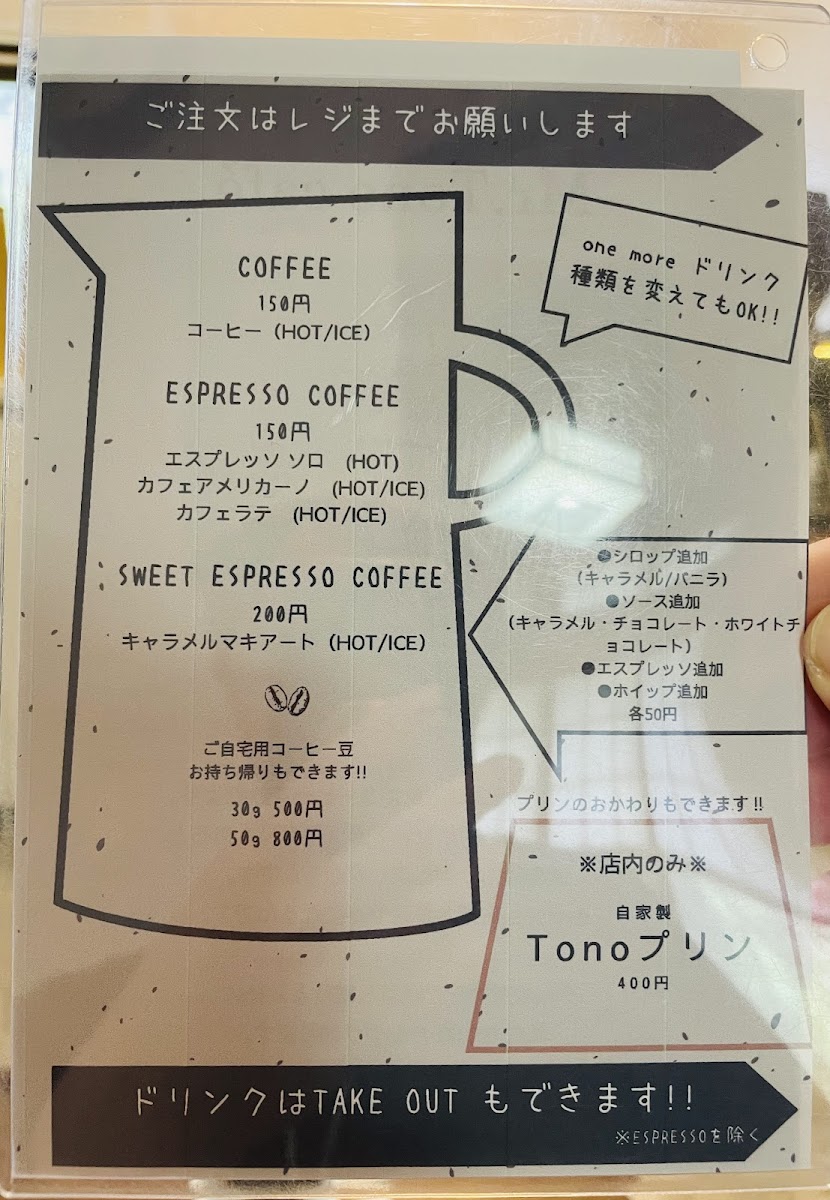 ご注文はレジまでお願いします
one more ドリンク
種類を変えてもOK!!
COFFEE
150円
コーヒー（HOT/ICE）
ESPRESSO COFFEE
150円
エスプレッソ ソロ　(HOT)
カフェアメリカーノ　(HOT/ICE)
カフェラテ　(HOT/ICE)
SWEET ESPRESSO COFFEE
200円
キャラメルマキアート（HOT/ICE）
ご自宅用コーヒー豆
お持ち帰りもできます!!
30g 500円
50g 800円
●シロップ追加
（キャラメル/バニラ）
●ソース追加
（キャラメル・チョコレート・ホワイトチ
ョコレート）
●エスプレッソ追加
●ホイップ追加
各50円
プリンのおかわりもできます!!
※店内のみ※
自家製
Tonoプリン
400円
ドリンクはTAKE OUT もできます!!
※ESPRESSOを除く